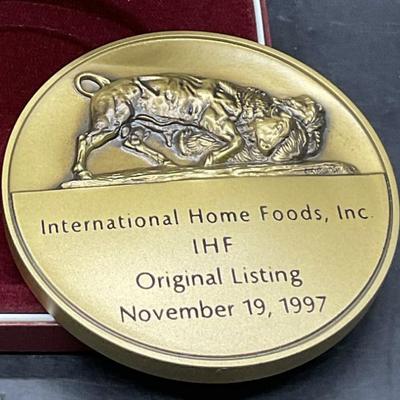 International Home Foods, Inc.
IHF
Original Listing
November 19, 1997